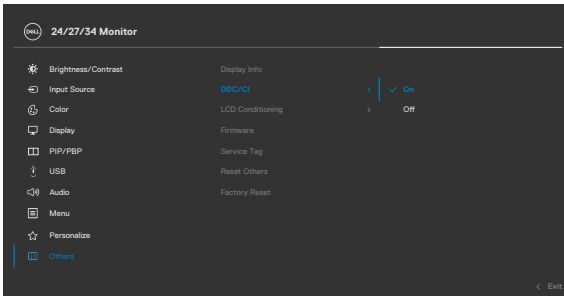 DELL 24/27/34 Monitor
Brightness/Contrast Display Info
Input Source DDC/CI > ✓ On
Color LCD Conditioning > Off
Display Firmware
PIP/PBP Service Tag
USB Reset Others
Audio Factory Reset
Menu
Personalize
Others
< Exit